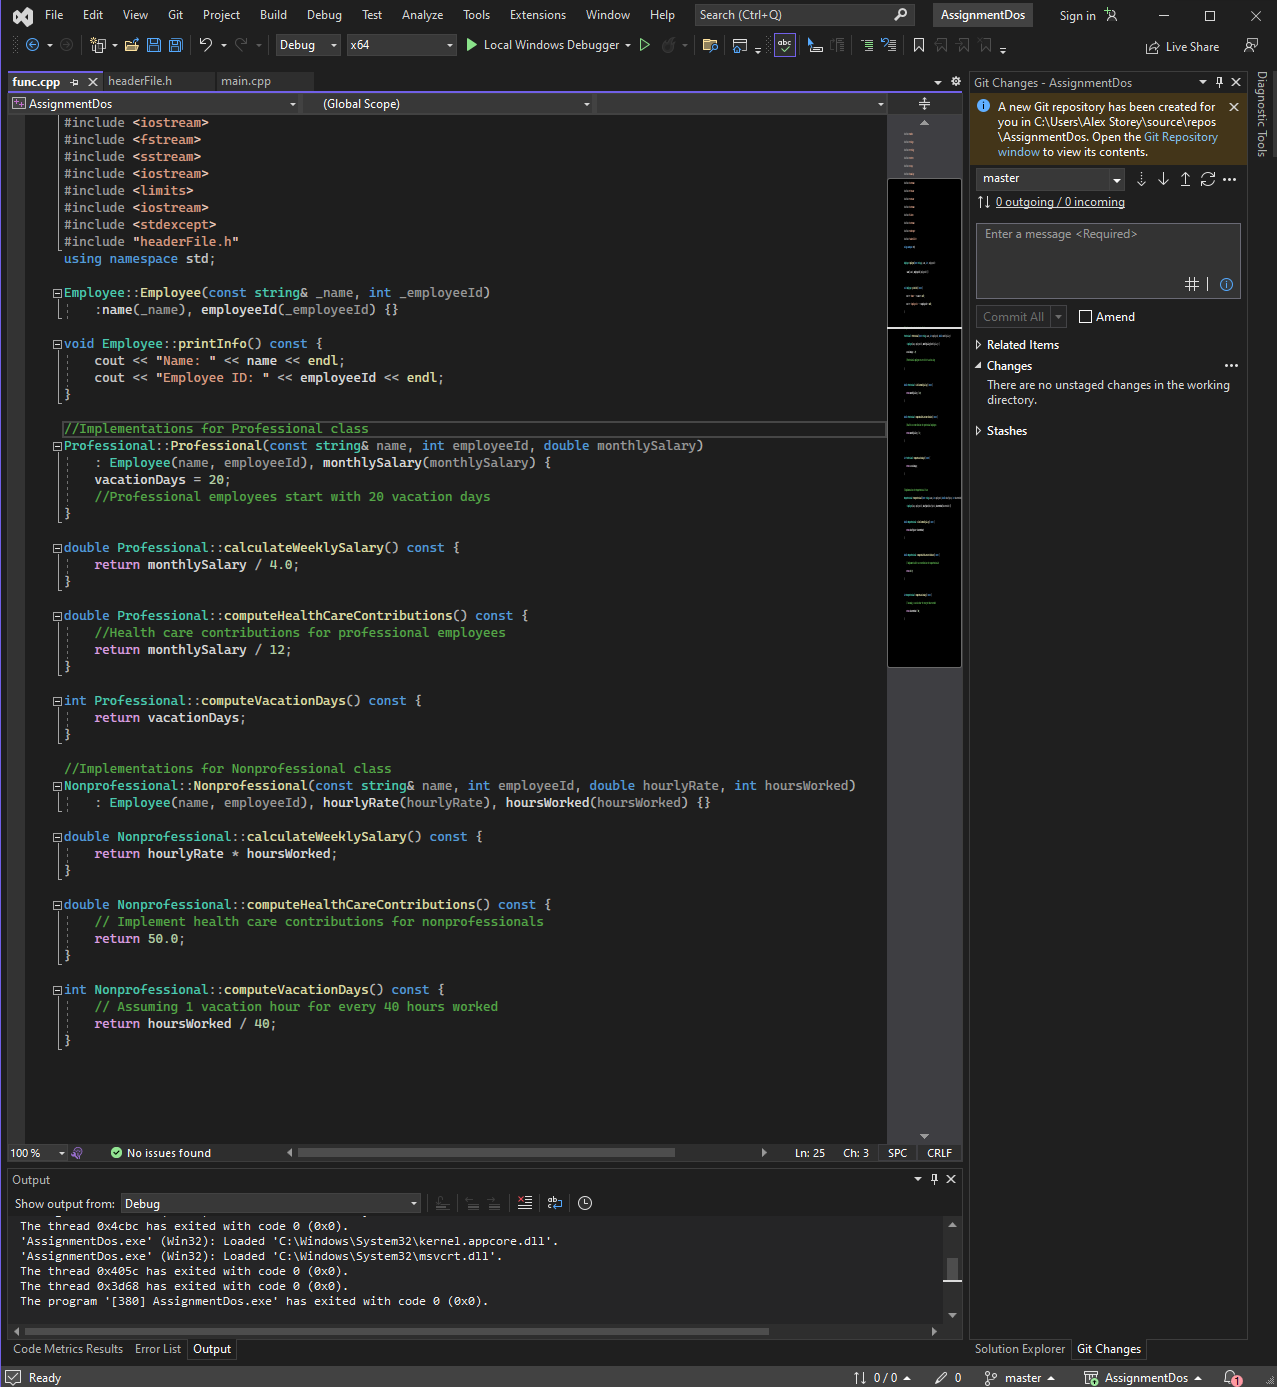 File Edit View Git Project Build Debug Test Analyze Tools Extensions Window Help Search (Ctrl+Q) AssignmentDos Sign in
Debug x64 Local Windows Debugger Live Share
func.cpp headerFile.h main.cpp
AssignmentDos (Global Scope)
#include <iostream>
#include <fstream>
#include <sstream>
#include <iostream>
#include <limits>
#include <iostream>
#include <stdexcept>
#include "headerFile.h"
using namespace std;
Employee::Employee(const string& _name, int _employeeId)
:name(_name), employeeId(_employeeId) {}
void Employee::printInfo() const {
cout << "Name: " << name << endl;
cout << "Employee ID: " << employeeId << endl;
}
//Implementations for Professional class
Professional::Professional(const string& name, int employeeId, double monthlySalary)
: Employee(name, employeeId), monthlySalary(monthlySalary) {
vacationDays = 20;
//Professional employees start with 20 vacation days
}
double Professional::calculateWeeklySalary() const {
return monthlySalary / 4.0;
}
double Professional::computeHealthCareContributions() const {
//Health care contributions for professional employees
return monthlySalary / 12;
}
int Professional::computeVacationDays() const {
return vacationDays;
}
//Implementations for Nonprofessional class
Nonprofessional::Nonprofessional(const string& name, int employeeId, double hourlyRate, int hoursWorked)
: Employee(name, employeeId), hourlyRate(hourlyRate), hoursWorked(hoursWorked) {}
double Nonprofessional::calculateWeeklySalary() const {
return hourlyRate * hoursWorked;
}
double Nonprofessional::computeHealthCareContributions() const {
// Implement health care contributions for nonprofessionals
return 50.0;
}
int Nonprofessional::computeVacationDays() const {
// Assuming 1 vacation hour for every 40 hours worked
return hoursWorked / 40;
}
100 % No issues found Ln: 25 Ch: 3 SPC CRLF
Output
Show output from: Debug
The thread 0x4cbc has exited with code 0 (0x0).
'AssignmentDos.exe' (Win32): Loaded 'C:\Windows\System32\kernel.appcore.dll'.
'AssignmentDos.exe' (Win32): Loaded 'C:\Windows\System32\msvcrt.dll'.
The thread 0x405c has exited with code 0 (0x0).
The thread 0x3d68 has exited with code 0 (0x0).
The program '[380] AssignmentDos.exe' has exited with code 0 (0x0).
Code Metrics Results Error List Output
Git Changes - AssignmentDos
A new Git repository has been created for
you in C:\Users\Alex Storey\source\repos
\AssignmentDos. Open the Git Repository
window to view its contents.
master
0 outgoing / 0 incoming
Enter a message <Required>
Commit All Amend
Related Items
Changes
There are no unstaged changes in the working
directory.
Stashes
Solution Explorer Git Changes
Diagnostic Tools
Ready 0 / 0 0 master AssignmentDos 1